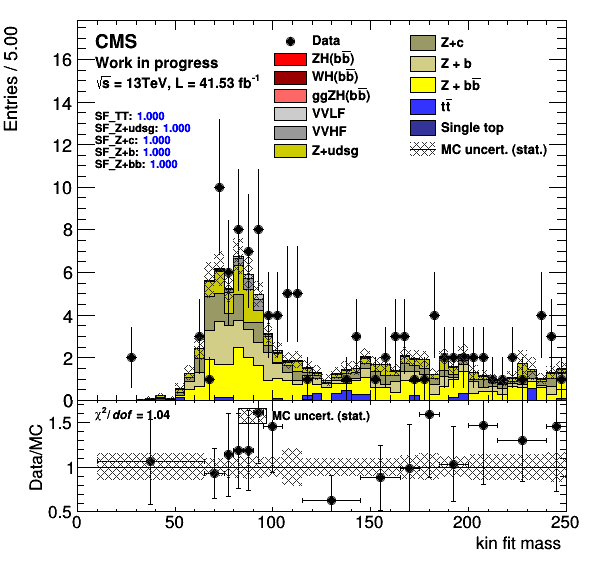 CMS
Work in progress
√s = 13TeV, L = 41.53 fb⁻¹
SF_TT: 1.000
SF_Z+udsg: 1.000
SF_Z+c: 1.000
SF_Z+b: 1.000
SF_Z+bb: 1.000
Data
ZH(bb̅)
WH(bb̅)
ggZH(bb̅)
VVLF
VVHF
Z+udsg
Z+c
Z + b
Z + bb̅
tt̅
Single top
MC uncert. (stat.)
Entries / 5.00
16
14
12
10
8
6
4
2
0
χ²/dof = 1.04
MC uncert. (stat.)
Data/MC
1.5
1
0.5
0
50
100
150
200
250
kin fit mass